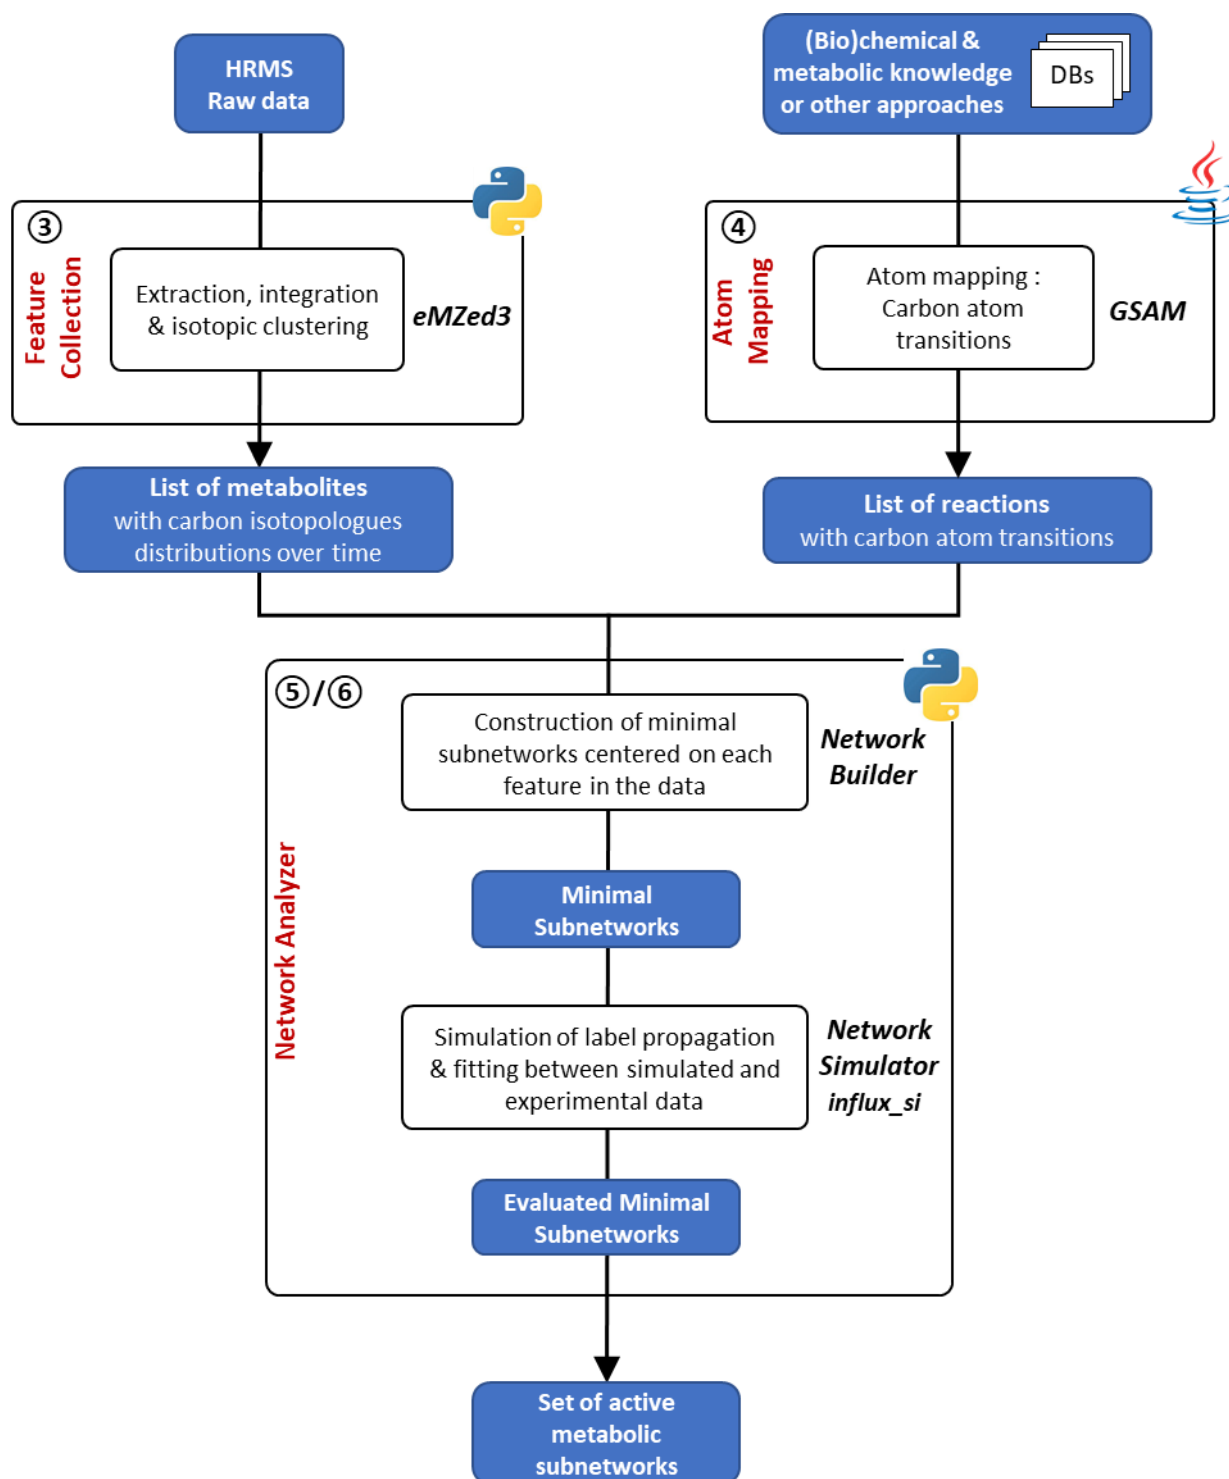 HRMS
Raw data
(Bio)chemical &
metabolic knowledge
or other approaches
DBs
③
Feature
Collection
Extraction, integration
& isotopic clustering
eMZed3
④
Atom
Mapping
Atom mapping :
Carbon atom
transitions
GSAM
List of metabolites
with carbon isotopologues
distributions over time
List of reactions
with carbon atom transitions
⑤/⑥
Network Analyzer
Construction of minimal
subnetworks centered on each
feature in the data
Network
Builder
Minimal
Subnetworks
Simulation of label propagation
& fitting between simulated and
experimental data
Network
Simulator
influx_si
Evaluated Minimal
Subnetworks
Set of active
metabolic
subnetworks